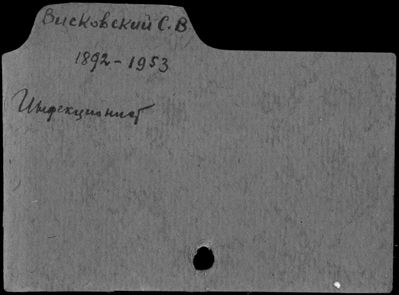 Висковский С.В
1892-1953
Инфекционист